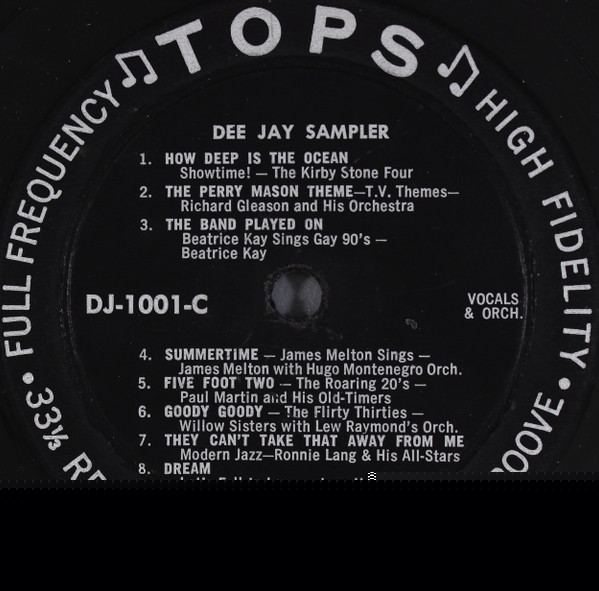 TOPS
FULL FREQUENCY
HIGH FIDELITY
DEE JAY SAMPLER
1. HOW DEEP IS THE OCEAN
Showtime! — The Kirby Stone Four
2. THE PERRY MASON THEME—T.V. Themes—
Richard Gleason and His Orchestra
3. THE BAND PLAYED ON
Beatrice Kay Sings Gay 90's —
Beatrice Kay
DJ-1001-C
VOCALS
& ORCH.
4. SUMMERTIME — James Melton Sings —
James Melton with Hugo Montenegro Orch.
5. FIVE FOOT TWO — The Roaring 20's —
Paul Martin and His Old-Timers
6. GOODY GOODY — The Flirty Thirties —
Willow Sisters with Lew Raymond's Orch.
7. THEY CAN'T TAKE THAT AWAY FROM ME
Modern Jazz—Ronnie Lang & His All-Stars
8. DREAM
33⅓